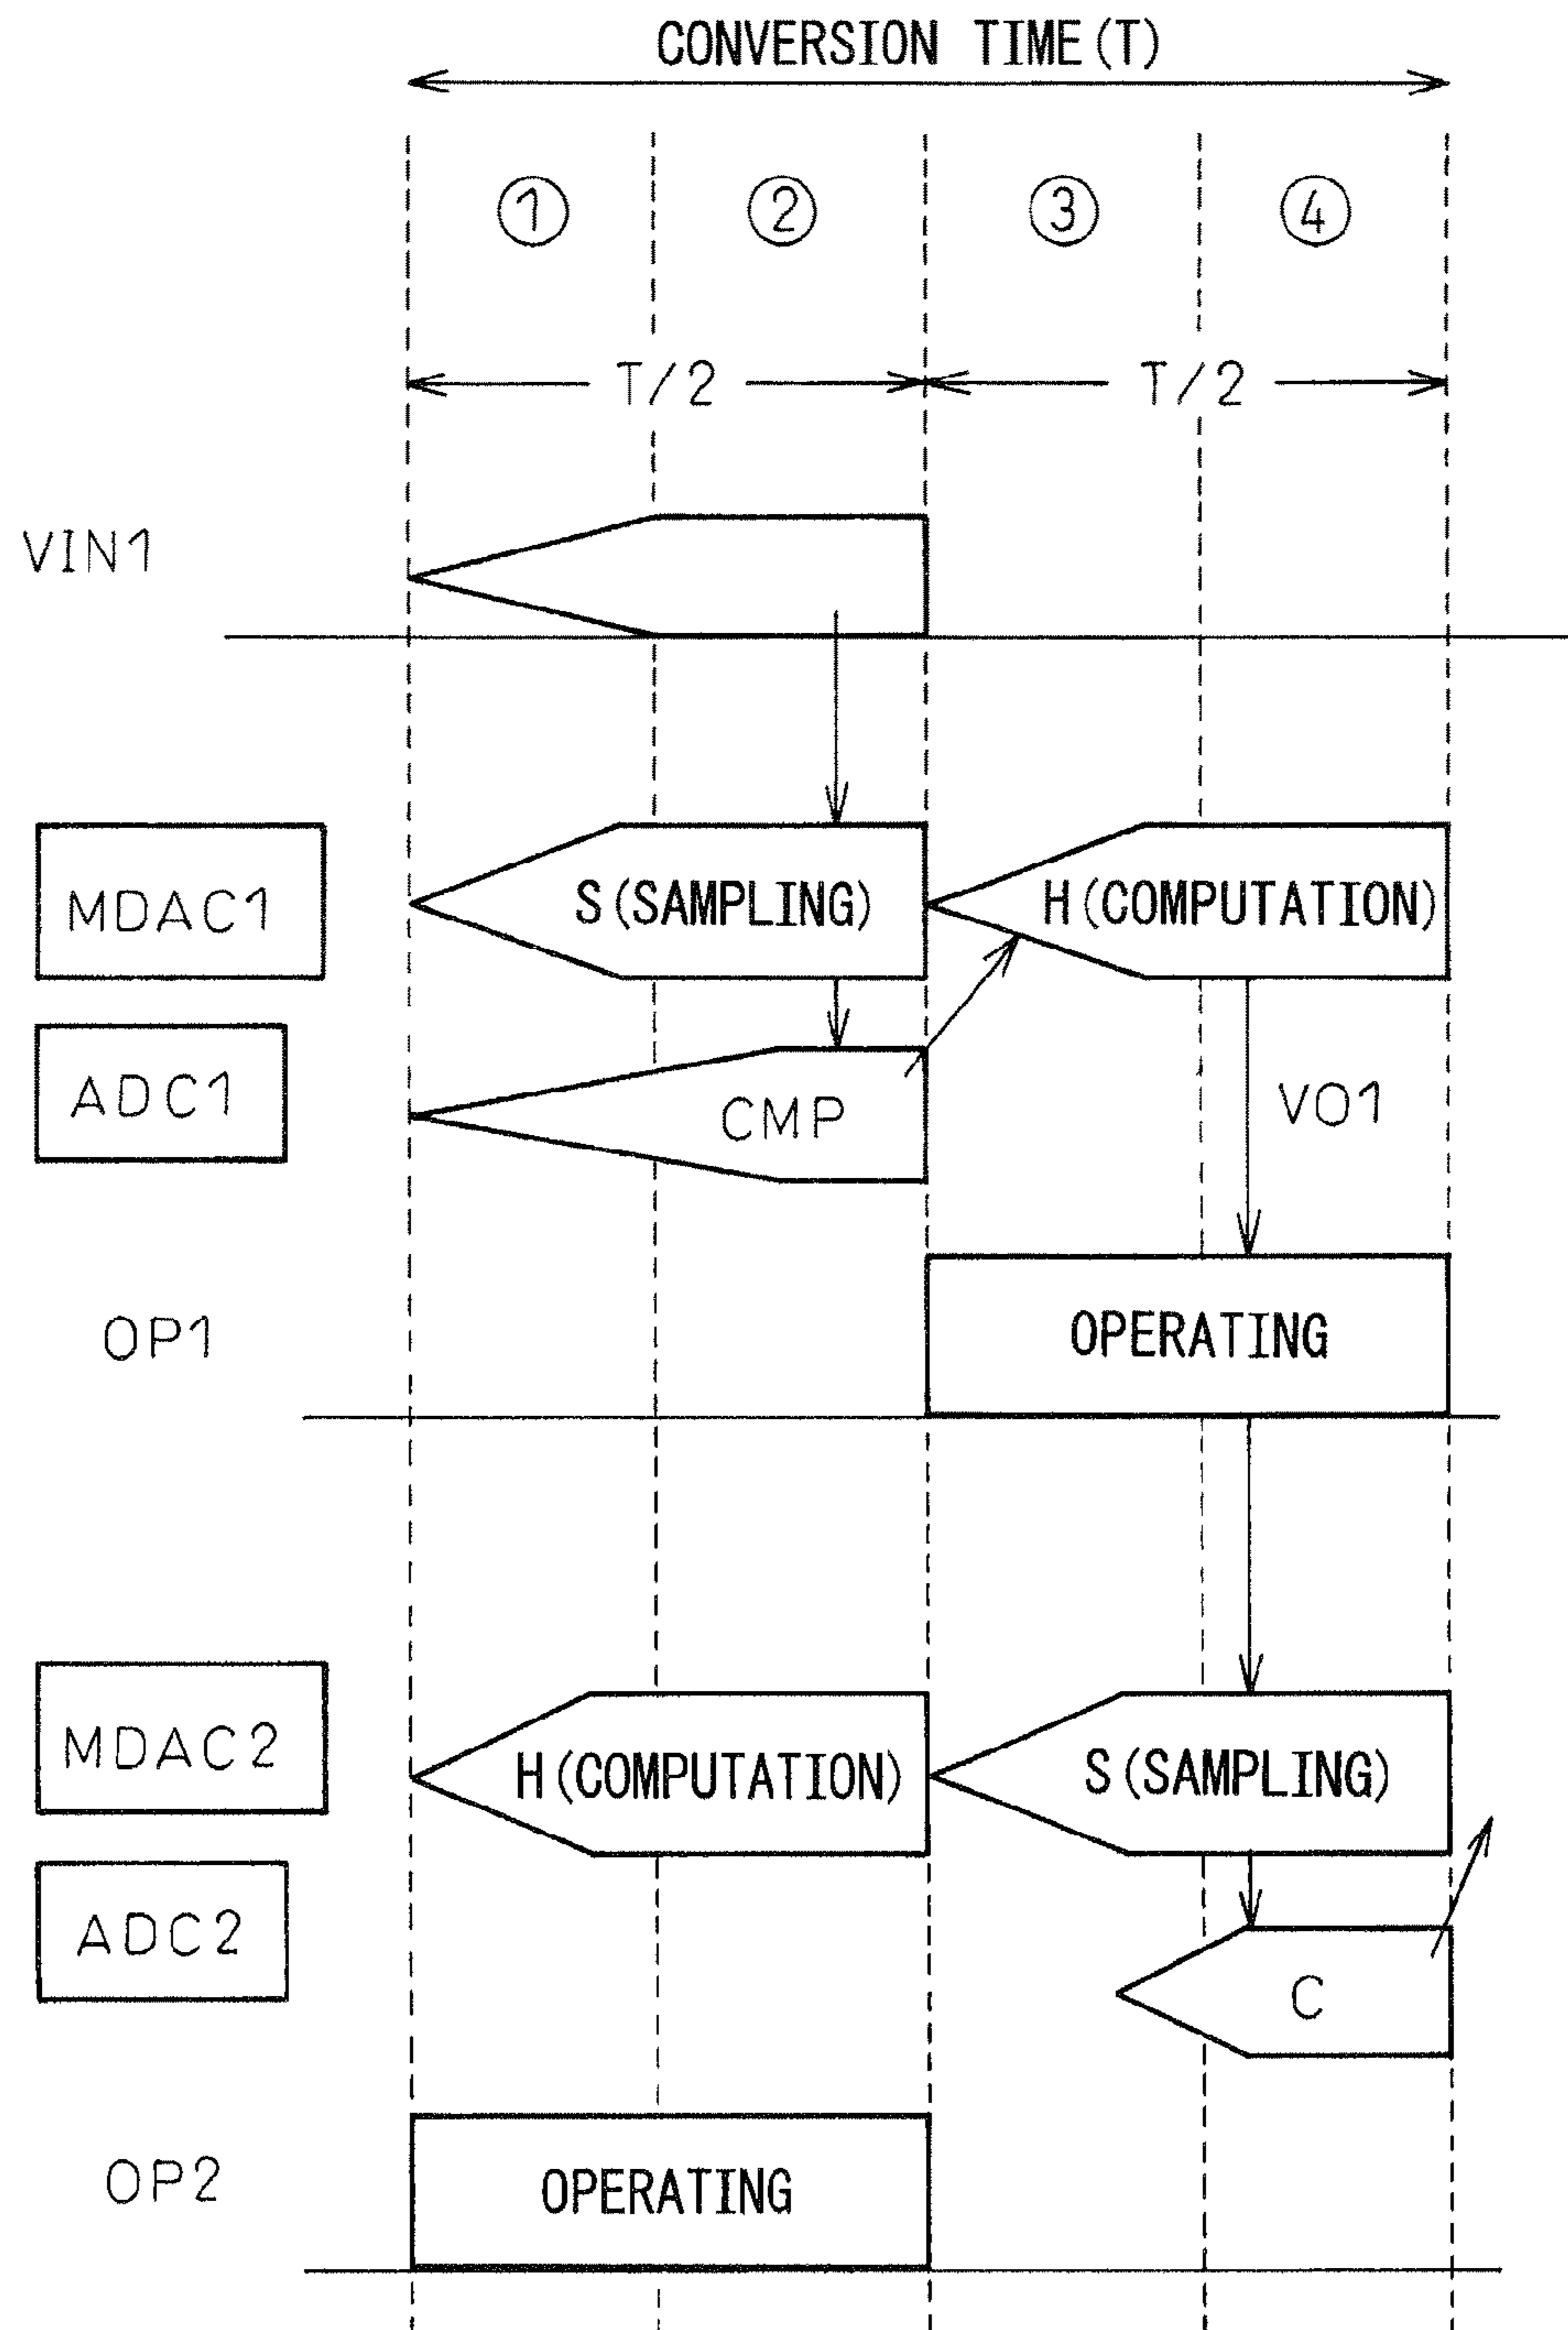 CONVERSION TIME(T)
① ② ③ ④
T/2 T/2
VIN1
MDAC1 S(SAMPLING) H(COMPUTATION)
ADC1 CMP VO1
OP1 OPERATING
MDAC2 H(COMPUTATION) S(SAMPLING)
ADC2 C
OP2 OPERATING